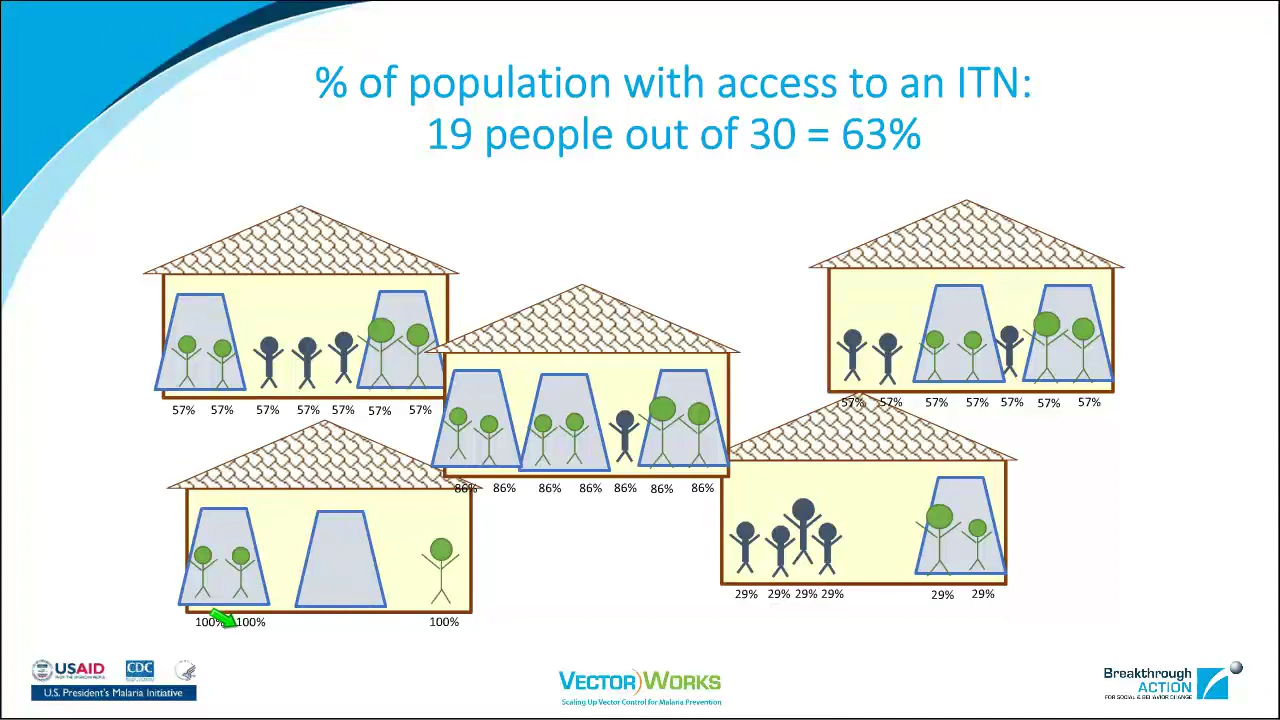 % of population with access to an ITN:
19 people out of 30 = 63%
57% 57% 57% 57% 57% 57% 57%
57% 57% 57% 57% 57% 57% 57%
86% 86% 86% 86% 86% 86% 86%
29% 29% 29% 29% 29% 29%
100% 100% 100%
USAID
FROM THE AMERICAN PEOPLE
CDC
U.S. President's Malaria Initiative
VECTORWORKS
Scaling Up Vector Control for Malaria Prevention
Breakthrough
ACTION
FOR SOCIAL & BEHAVIOR CHANGE